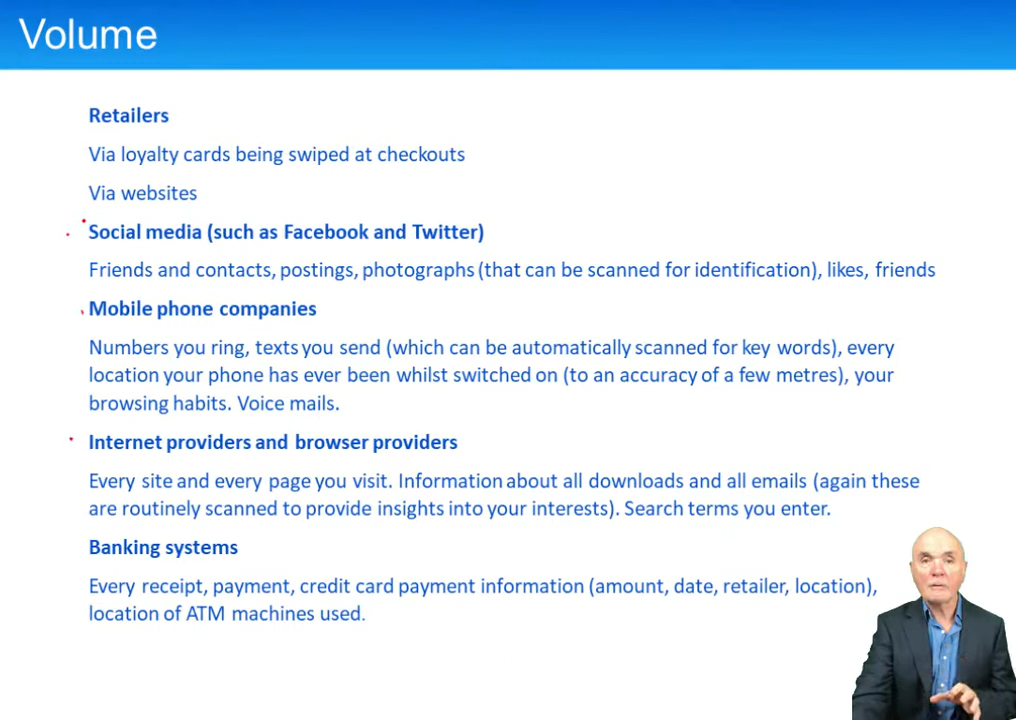 Volume
Retailers
Via loyalty cards being swiped at checkouts
Via websites
Social media (such as Facebook and Twitter)
Friends and contacts, postings, photographs (that can be scanned for identification), likes, friends
Mobile phone companies
Numbers you ring, texts you send (which can be automatically scanned for key words), every
location your phone has ever been whilst switched on (to an accuracy of a few metres), your
browsing habits. Voice mails.
Internet providers and browser providers
Every site and every page you visit. Information about all downloads and all emails (again these
are routinely scanned to provide insights into your interests). Search terms you enter.
Banking systems
Every receipt, payment, credit card payment information (amount, date, retailer, location),
location of ATM machines used.